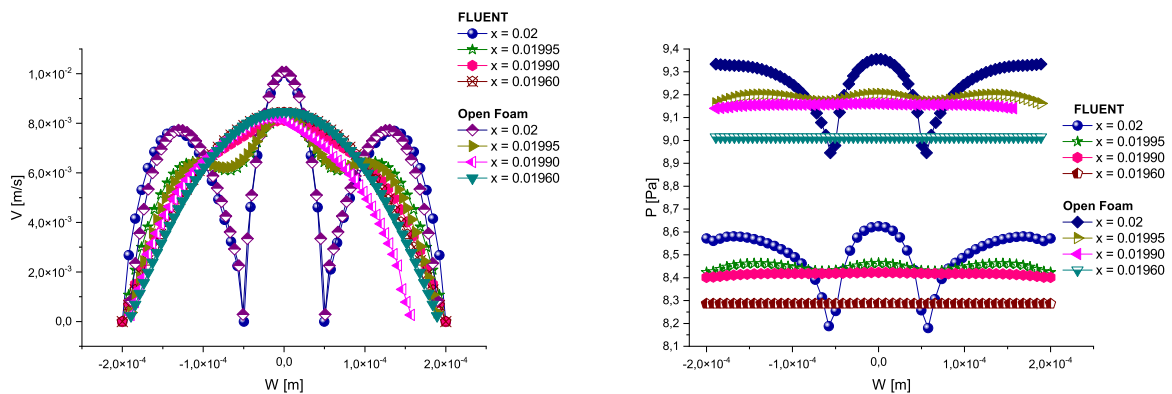 FLUENT
x = 0.02
x = 0.01995
x = 0.01990
x = 0.01960
Open Foam
x = 0.02
x = 0.01995
x = 0.01990
x = 0.01960
V [m/s]
1,0×10⁻²
8,0×10⁻³
6,0×10⁻³
4,0×10⁻³
2,0×10⁻³
0,0
-2,0×10⁻⁴
-1,0×10⁻⁴
0,0
1,0×10⁻⁴
2,0×10⁻⁴
W [m]
P [Pa]
9,4
9,3
9,2
9,1
9,0
8,9
8,8
8,7
8,6
8,5
8,4
8,3
8,2
8,1
-2,0×10⁻⁴
-1,0×10⁻⁴
0,0
1,0×10⁻⁴
2,0×10⁻⁴
W [m]
FLUENT
x = 0.02
x = 0.01995
x = 0.01990
x = 0.01960
Open Foam
x = 0.02
x = 0.01995
x = 0.01990
x = 0.01960